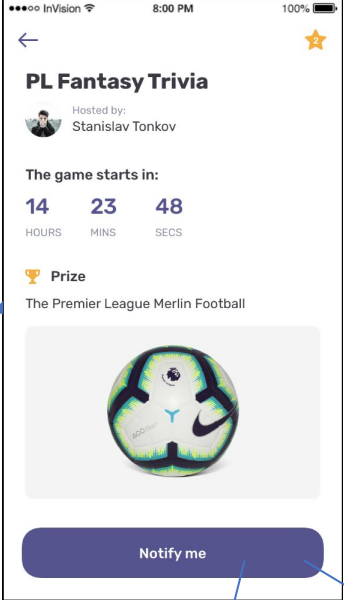 InVision 8:00 PM 100%
2
PL Fantasy Trivia
Hosted by:
Stanislav Tonkov
The game starts in:
14 23 48
HOURS MINS SECS
Prize
The Premier League Merlin Football
Notify me